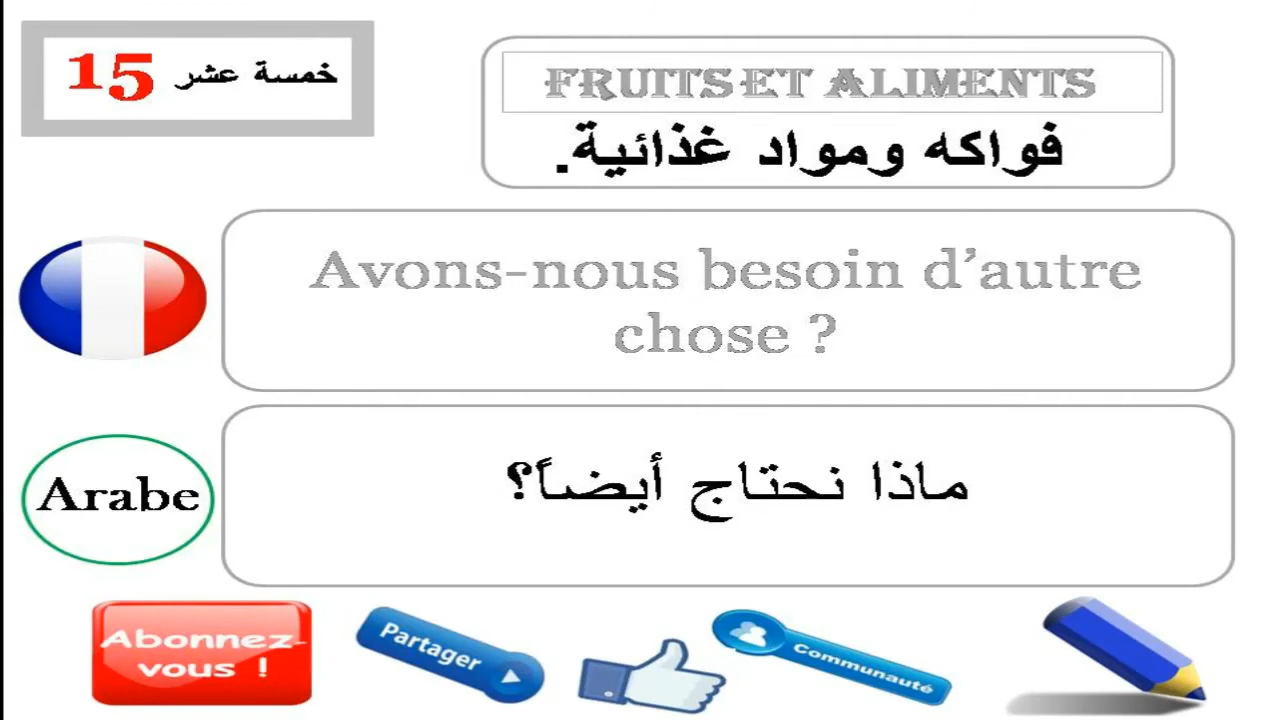 15 خمسة عشر
FRUITS ET ALIMENTS
فواكه ومواد غذائية.
Avons-nous besoin d’autre
chose ?
Arabe
ماذا نحتاج أيضاً؟
Abonnez-
vous !
Partager
Communauté